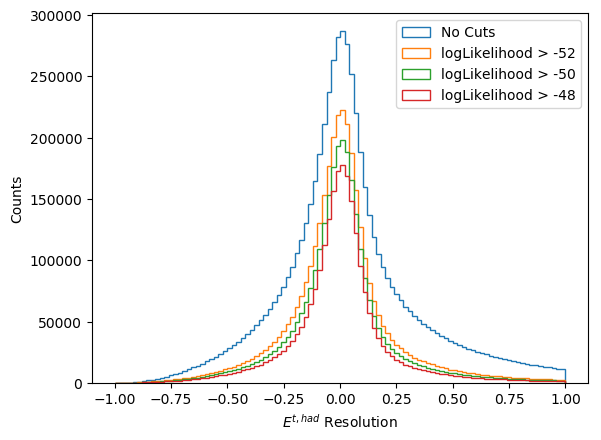 300000
250000
200000
150000
100000
50000
0
Counts
No Cuts
logLikelihood > -52
logLikelihood > -50
logLikelihood > -48
−1.00 −0.75 −0.50 −0.25 0.00 0.25 0.50 0.75 1.00
E^{t, had} Resolution